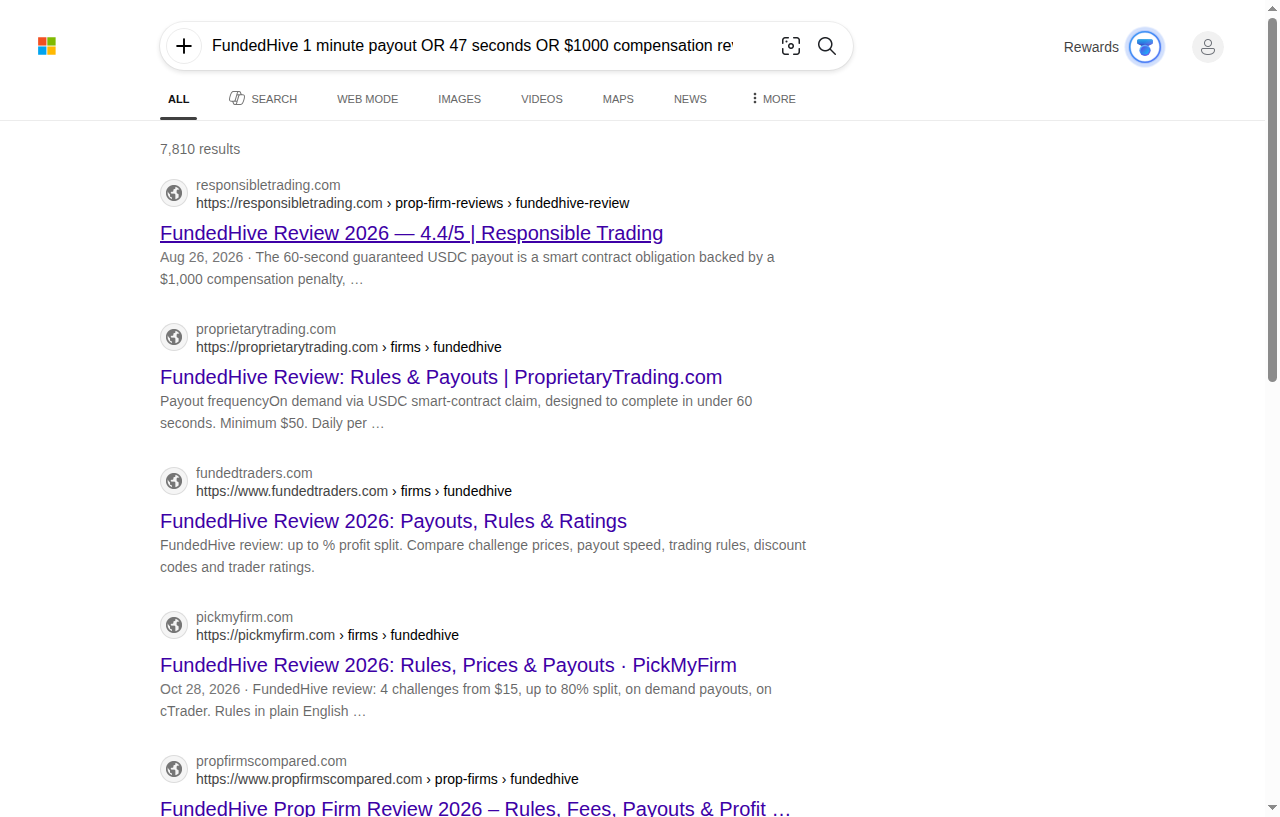 FundedHive 1 minute payout OR 47 seconds OR $1000 compensation
Rewards
ALL
SEARCH
WEB MODE
IMAGES
VIDEOS
MAPS
NEWS
MORE
7,810 results
responsibletrading.com
https://responsibletrading.com › prop-firm-reviews › fundedhive-review
FundedHive Review 2026 — 4.4/5 | Responsible Trading
Aug 26, 2026 · The 60-second guaranteed USDC payout is a smart contract obligation backed by a
$1,000 compensation penalty, …
proprietarytrading.com
https://proprietarytrading.com › firms › fundedhive
FundedHive Review: Rules & Payouts | ProprietaryTrading.com
Payout frequencyOn demand via USDC smart-contract claim, designed to complete in under 60
seconds. Minimum $50. Daily per …
fundedtraders.com
https://www.fundedtraders.com › firms › fundedhive
FundedHive Review 2026: Payouts, Rules & Ratings
FundedHive review: up to % profit split. Compare challenge prices, payout speed, trading rules, discount
codes and trader ratings.
pickmyfirm.com
https://pickmyfirm.com › firms › fundedhive
FundedHive Review 2026: Rules, Prices & Payouts · PickMyFirm
Oct 28, 2026 · FundedHive review: 4 challenges from $15, up to 80% split, on demand payouts, on
cTrader. Rules in plain English …
propfirmscompared.com
https://www.propfirmscompared.com › prop-firms › fundedhive
FundedHive Prop Firm Review 2026 – Rules, Fees, Payouts & Profit …